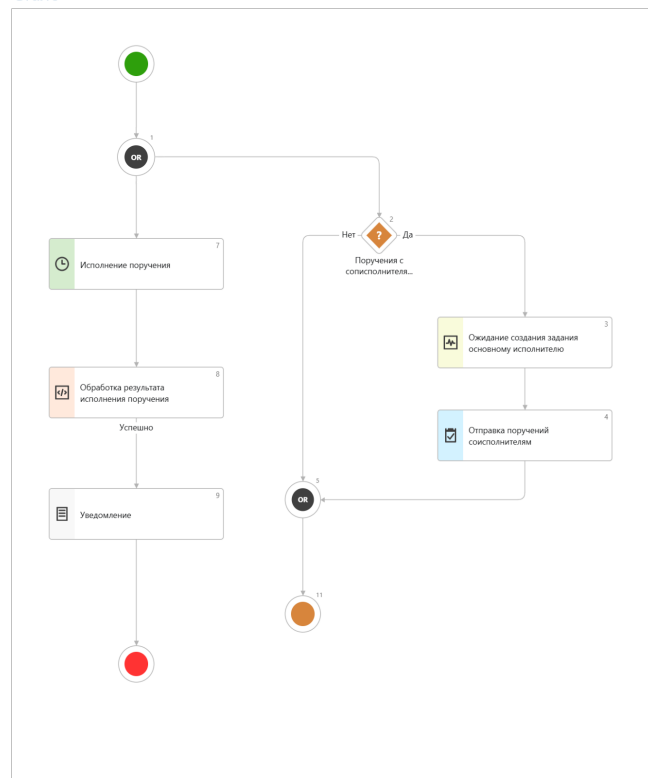 1
OR
2
Нет
?
Да
Поручения с
сописполнителя...
7
Исполнение поручения
3
Ожидание создания задания
основному исполнителю
8
Обработка результата
исполнения поручения
Успешно
4
Отправка поручений
соисполнителям
5
OR
9
Уведомление
11